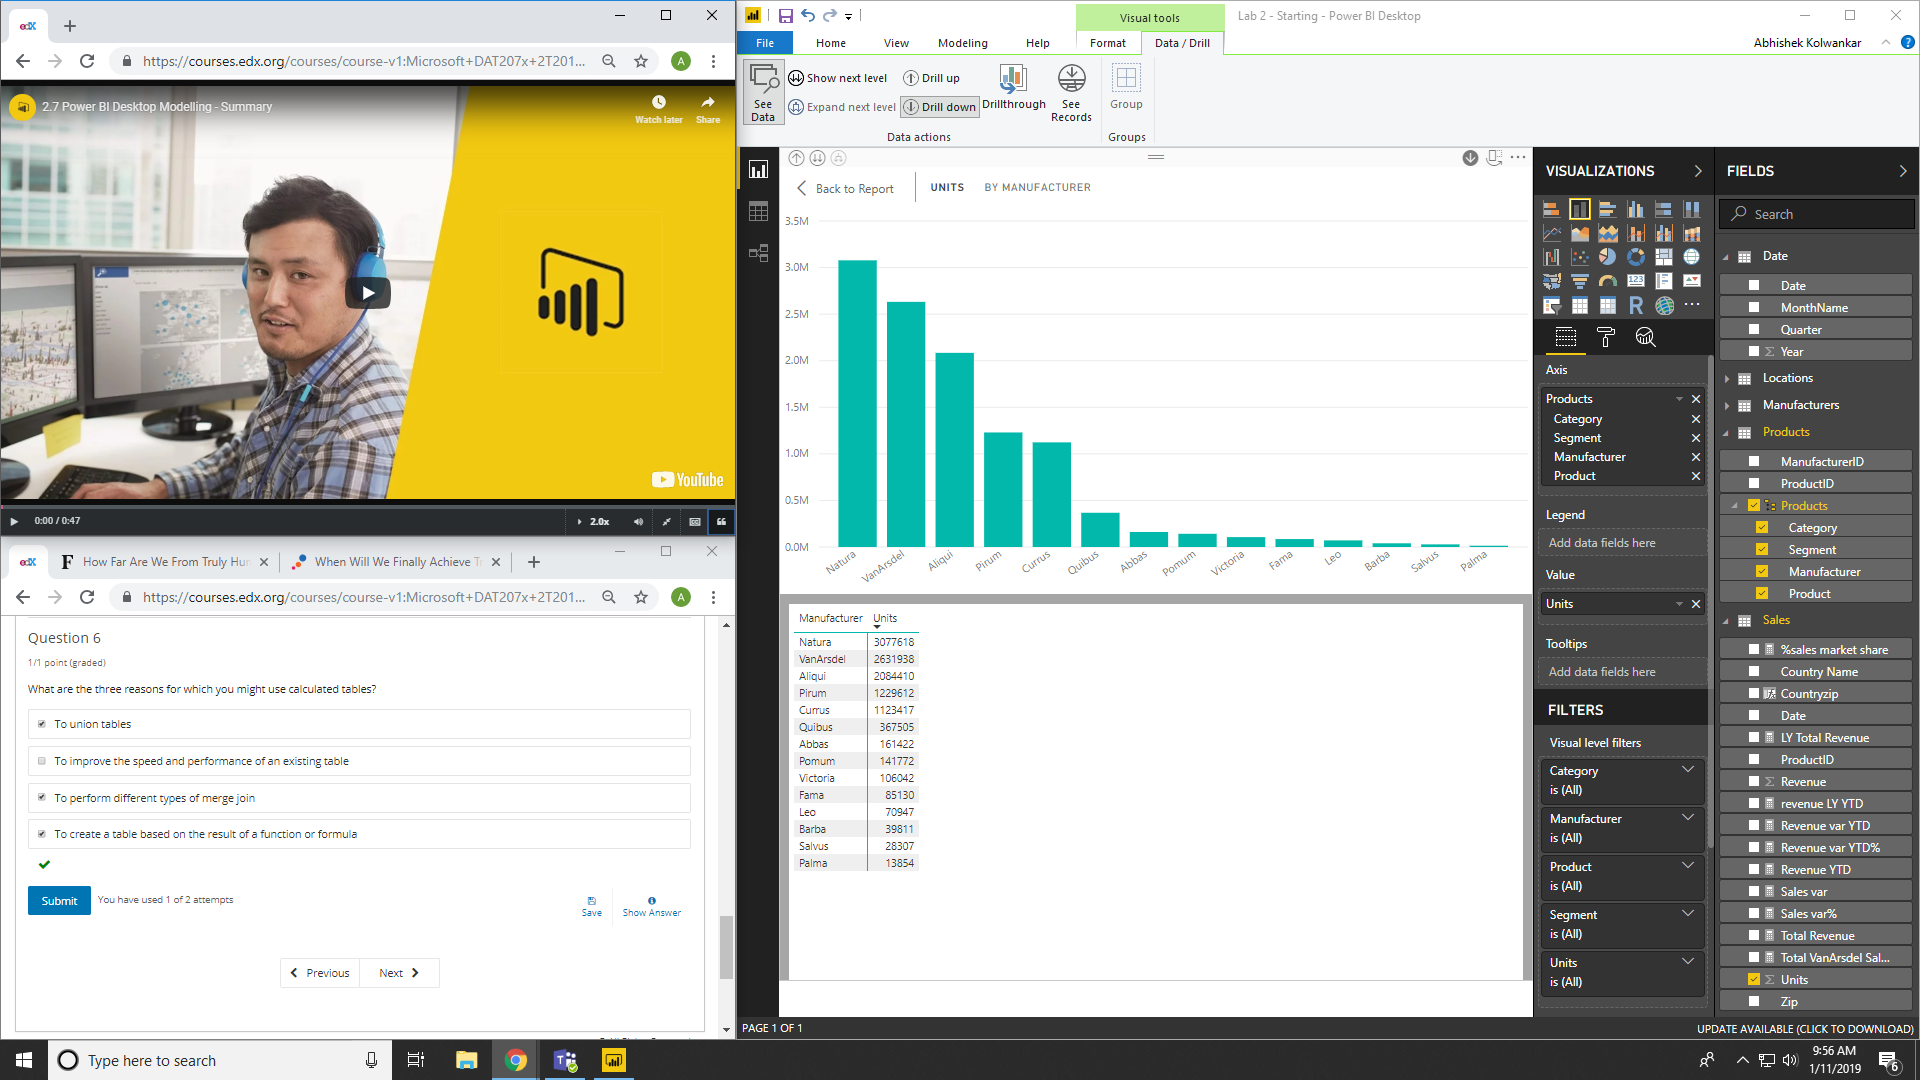 edX
https://courses.edx.org/courses/course-v1:Microsoft+DAT207x+2T201...
A
2.7 Power BI Desktop Modelling - Summary
Watch later
Share
YouTube
0:00 / 0:47
2.0x
edX
How Far Are We From Truly Hur
When Will We Finally Achieve T
https://courses.edx.org/courses/course-v1:Microsoft+DAT207x+2T201...
A
Question 6
1/1 point (graded)
What are the three reasons for which you might use calculated tables?
To union tables
To improve the speed and performance of an existing table
To perform different types of merge join
To create a table based on the result of a function or formula
Submit
You have used 1 of 2 attempts
Save
Show Answer
Previous
Next
Visual tools
Lab 2 - Starting - Power BI Desktop
File
Home
View
Modeling
Help
Format
Data / Drill
Abhishek Kolwankar
See Data
Show next level
Expand next level
Drill up
Drill down
Drillthrough
See Records
Group
Data actions
Groups
Back to Report
UNITS
BY MANUFACTURER
3.5M
3.0M
2.5M
2.0M
1.5M
1.0M
0.5M
0.0M
Natura
VanArsdel
Aliqui
Pirum
Currus
Quibus
Abbas
Pomum
Victoria
Fama
Leo
Barba
Salvus
Palma
Manufacturer Units
Natura 3077618
VanArsdel 2631938
Aliqui 2084410
Pirum 1229612
Currus 1123417
Quibus 367505
Abbas 161422
Pomum 141772
Victoria 106042
Fama 85130
Leo 70947
Barba 39811
Salvus 28307
Palma 13854
VISUALIZATIONS
123
R
Axis
Products
Category
Segment
Manufacturer
Product
Legend
Add data fields here
Value
Units
Tooltips
Add data fields here
FILTERS
Visual level filters
Category
is (All)
Manufacturer
is (All)
Product
is (All)
Segment
is (All)
Units
is (All)
FIELDS
Search
Date
Date
MonthName
Quarter
Year
Locations
Manufacturers
Products
ManufacturerID
ProductID
Products
Category
Segment
Manufacturer
Product
Sales
%sales market share
Country Name
Countryzip
Date
LY Total Revenue
ProductID
Revenue
revenue LY YTD
Revenue var YTD
Revenue var YTD%
Revenue YTD
Sales var
Sales var%
Total Revenue
Total VanArsdel Sal...
Units
Zip
PAGE 1 OF 1
UPDATE AVAILABLE (CLICK TO DOWNLOAD)
Type here to search
9:56 AM
1/11/2019
6